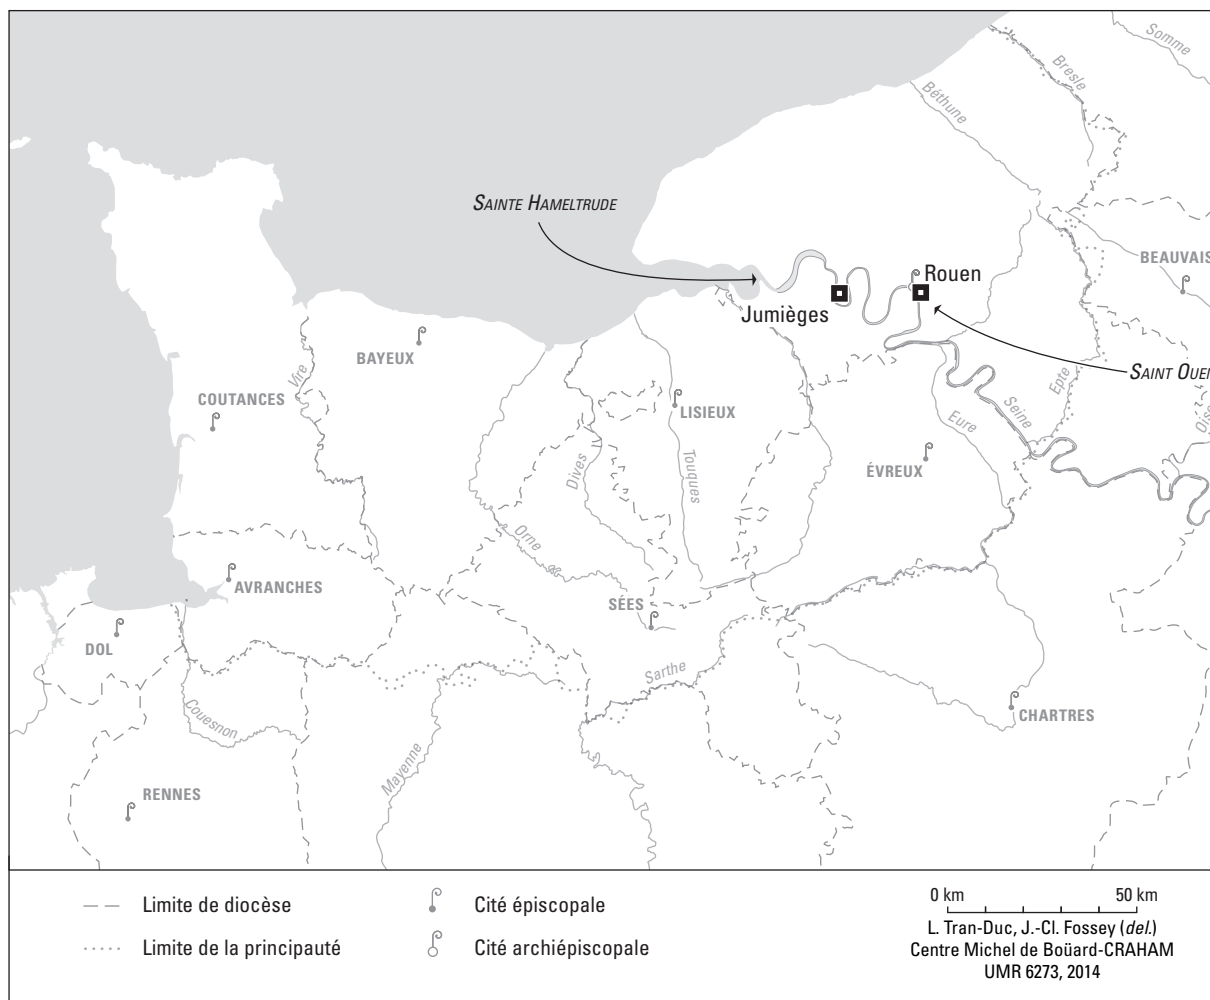 Somme
Bresle
Béthune
SAINTE HAMELTRUDE
BEAUVAIS
Rouen
Jumièges
Vire
BAYEUX
SAINT OUEN
Epte
COUTANCES
LISIEUX
Seine
Eure
Oise
Dives
Touques
ÉVREUX
Orne
AVRANCHES
SÉES
DOL
Sarthe
Couesnon
CHARTRES
Mayenne
RENNES
Limite de diocèse
Limite de la principauté
Cité épiscopale
Cité archiépiscopale
0 km 50 km
L. Tran-Duc, J.-Cl. Fossey (del.)
Centre Michel de Boüard-CRAHAM
UMR 6273, 2014